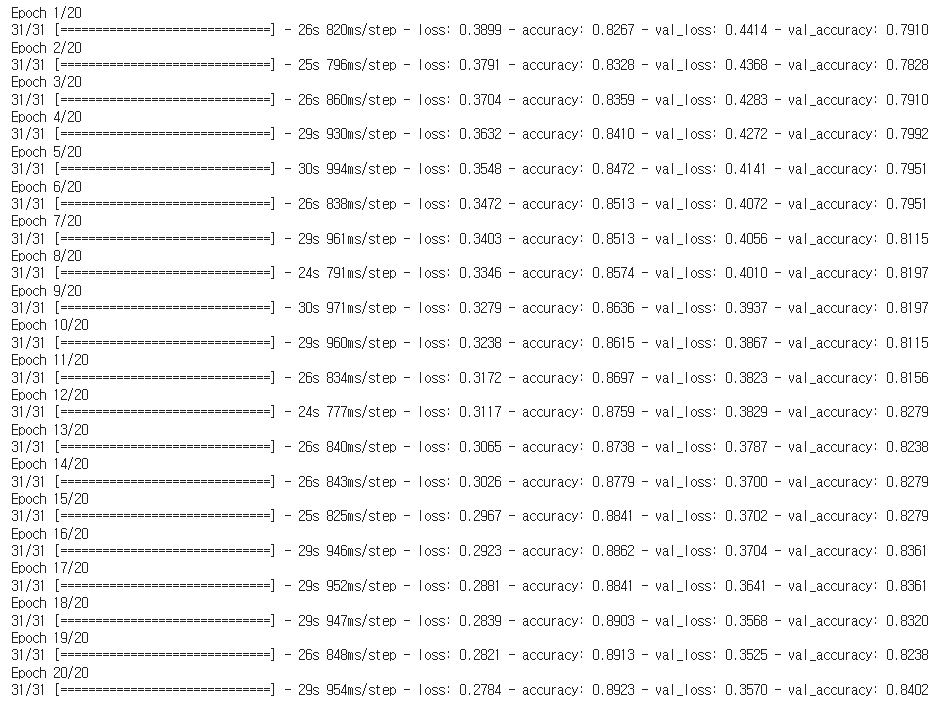 Epoch 1/20
31/31 [==============================] - 26s 820ms/step - loss: 0.3899 - accuracy: 0.8267 - val_loss: 0.4414 - val_accuracy: 0.7910
Epoch 2/20
31/31 [==============================] - 25s 796ms/step - loss: 0.3791 - accuracy: 0.8328 - val_loss: 0.4368 - val_accuracy: 0.7828
Epoch 3/20
31/31 [==============================] - 26s 860ms/step - loss: 0.3704 - accuracy: 0.8359 - val_loss: 0.4283 - val_accuracy: 0.7910
Epoch 4/20
31/31 [==============================] - 29s 930ms/step - loss: 0.3632 - accuracy: 0.8410 - val_loss: 0.4272 - val_accuracy: 0.7992
Epoch 5/20
31/31 [==============================] - 30s 994ms/step - loss: 0.3548 - accuracy: 0.8472 - val_loss: 0.4141 - val_accuracy: 0.7951
Epoch 6/20
31/31 [==============================] - 26s 838ms/step - loss: 0.3472 - accuracy: 0.8513 - val_loss: 0.4072 - val_accuracy: 0.7951
Epoch 7/20
31/31 [==============================] - 29s 961ms/step - loss: 0.3403 - accuracy: 0.8513 - val_loss: 0.4056 - val_accuracy: 0.8115
Epoch 8/20
31/31 [==============================] - 24s 791ms/step - loss: 0.3346 - accuracy: 0.8574 - val_loss: 0.4010 - val_accuracy: 0.8197
Epoch 9/20
31/31 [==============================] - 30s 971ms/step - loss: 0.3279 - accuracy: 0.8636 - val_loss: 0.3937 - val_accuracy: 0.8197
Epoch 10/20
31/31 [==============================] - 29s 960ms/step - loss: 0.3238 - accuracy: 0.8615 - val_loss: 0.3867 - val_accuracy: 0.8115
Epoch 11/20
31/31 [==============================] - 26s 834ms/step - loss: 0.3172 - accuracy: 0.8697 - val_loss: 0.3823 - val_accuracy: 0.8156
Epoch 12/20
31/31 [==============================] - 24s 777ms/step - loss: 0.3117 - accuracy: 0.8759 - val_loss: 0.3829 - val_accuracy: 0.8279
Epoch 13/20
31/31 [==============================] - 26s 840ms/step - loss: 0.3065 - accuracy: 0.8738 - val_loss: 0.3787 - val_accuracy: 0.8238
Epoch 14/20
31/31 [==============================] - 26s 843ms/step - loss: 0.3026 - accuracy: 0.8779 - val_loss: 0.3700 - val_accuracy: 0.8279
Epoch 15/20
31/31 [==============================] - 25s 825ms/step - loss: 0.2967 - accuracy: 0.8841 - val_loss: 0.3702 - val_accuracy: 0.8279
Epoch 16/20
31/31 [==============================] - 29s 946ms/step - loss: 0.2923 - accuracy: 0.8862 - val_loss: 0.3704 - val_accuracy: 0.8361
Epoch 17/20
31/31 [==============================] - 29s 952ms/step - loss: 0.2881 - accuracy: 0.8841 - val_loss: 0.3641 - val_accuracy: 0.8361
Epoch 18/20
31/31 [==============================] - 29s 947ms/step - loss: 0.2839 - accuracy: 0.8903 - val_loss: 0.3568 - val_accuracy: 0.8320
Epoch 19/20
31/31 [==============================] - 26s 848ms/step - loss: 0.2821 - accuracy: 0.8913 - val_loss: 0.3525 - val_accuracy: 0.8238
Epoch 20/20
31/31 [==============================] - 29s 954ms/step - loss: 0.2784 - accuracy: 0.8923 - val_loss: 0.3570 - val_accuracy: 0.8402